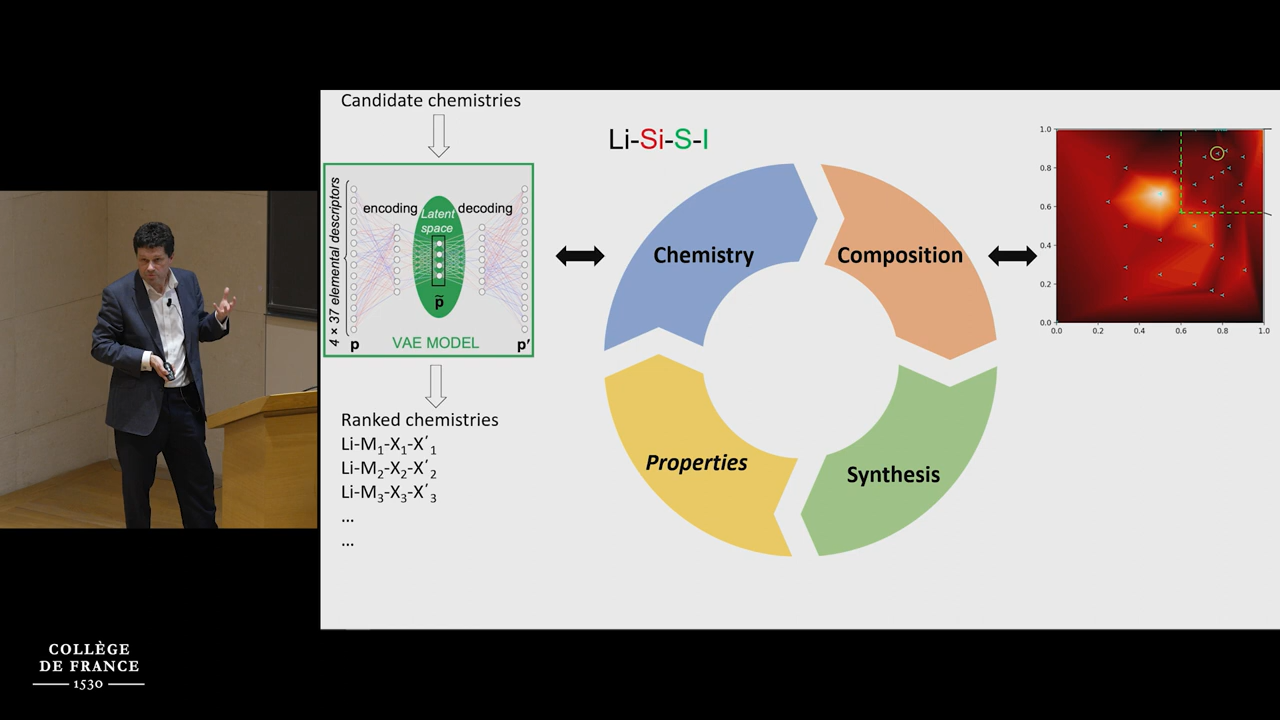 Candidate chemistries
Li-Si-S-I
4 × 37 elemental descriptors
encoding
Latent
space
decoding
p̃
p
VAE MODEL
p′
Ranked chemistries
Li-M₁-X₁-X′₁
Li-M₂-X₂-X′₂
Li-M₃-X₃-X′₃
...
...
Chemistry
Composition
Properties
Synthesis
1.0
0.8
0.6
0.4
0.2
0.0
0.0 0.2 0.4 0.6 0.8 1.0
COLLÈGE
DE FRANCE
1530